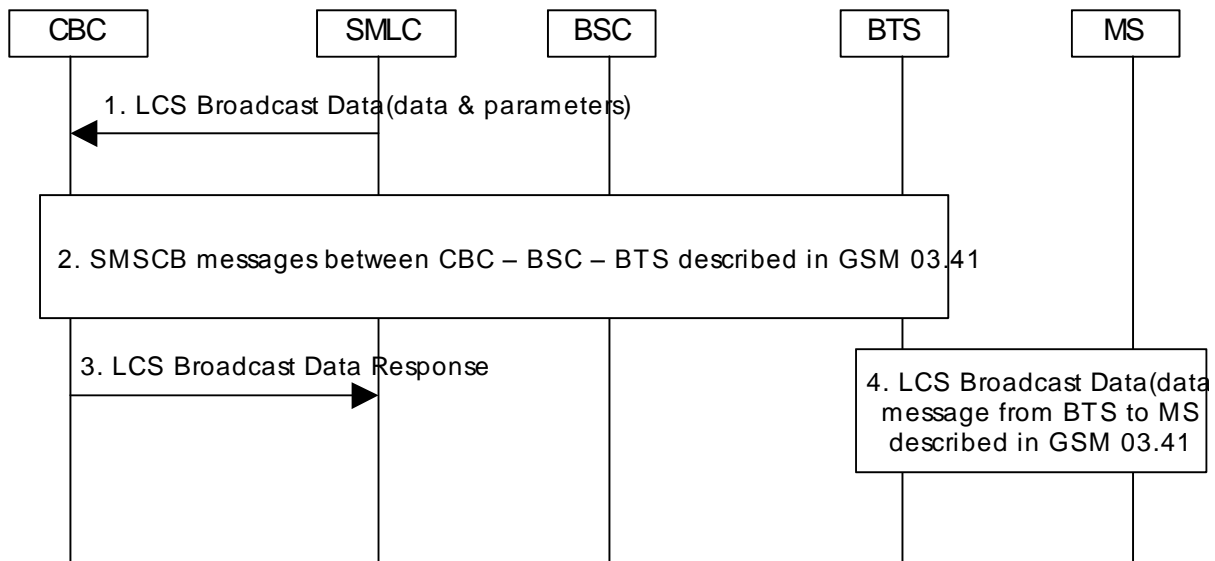 CBC
SMLC
BSC
BTS
MS
1. LCS Broadcast Data(data & parameters)
2. SMSCB messages between CBC – BSC – BTS described in GSM 03.41
3. LCS Broadcast Data Response
4. LCS Broadcast Data(data
message from BTS to MS
described in GSM 03.41